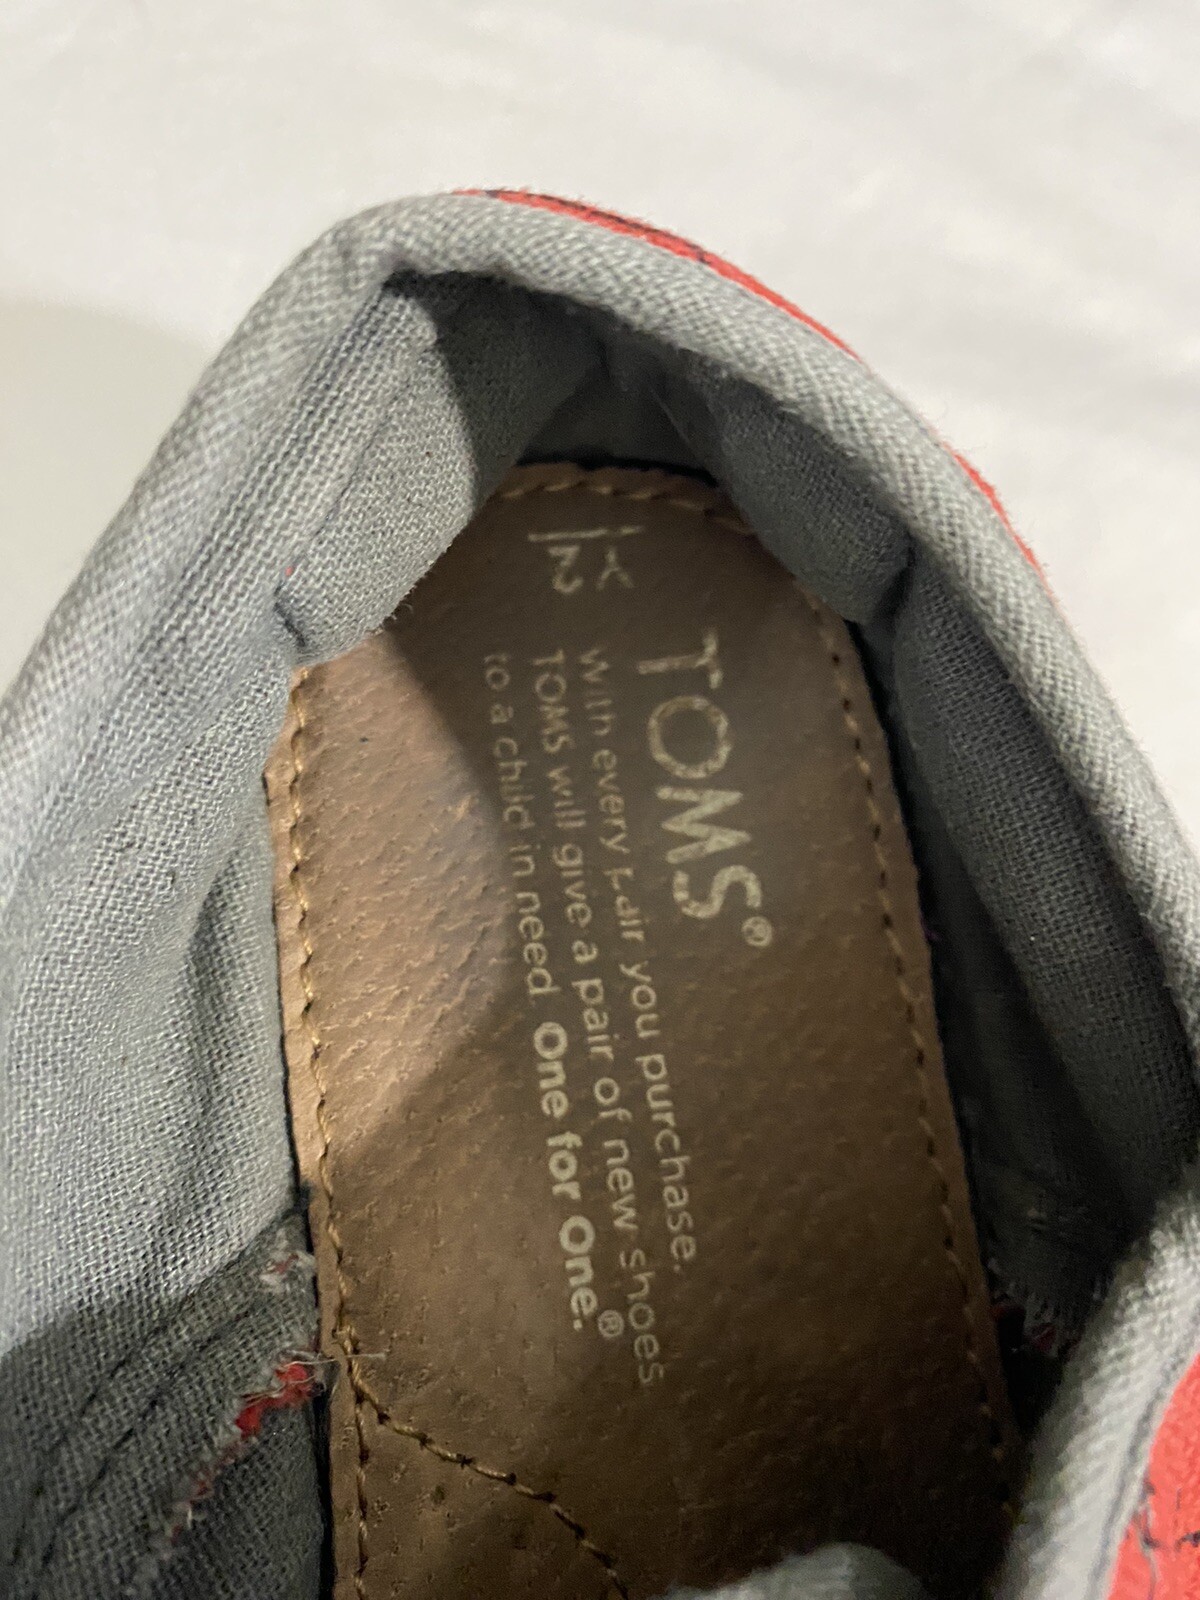 TOMS®
With every pair you purchase.
TOMS will give a pair of new shoes
to a child in need. One for One.®